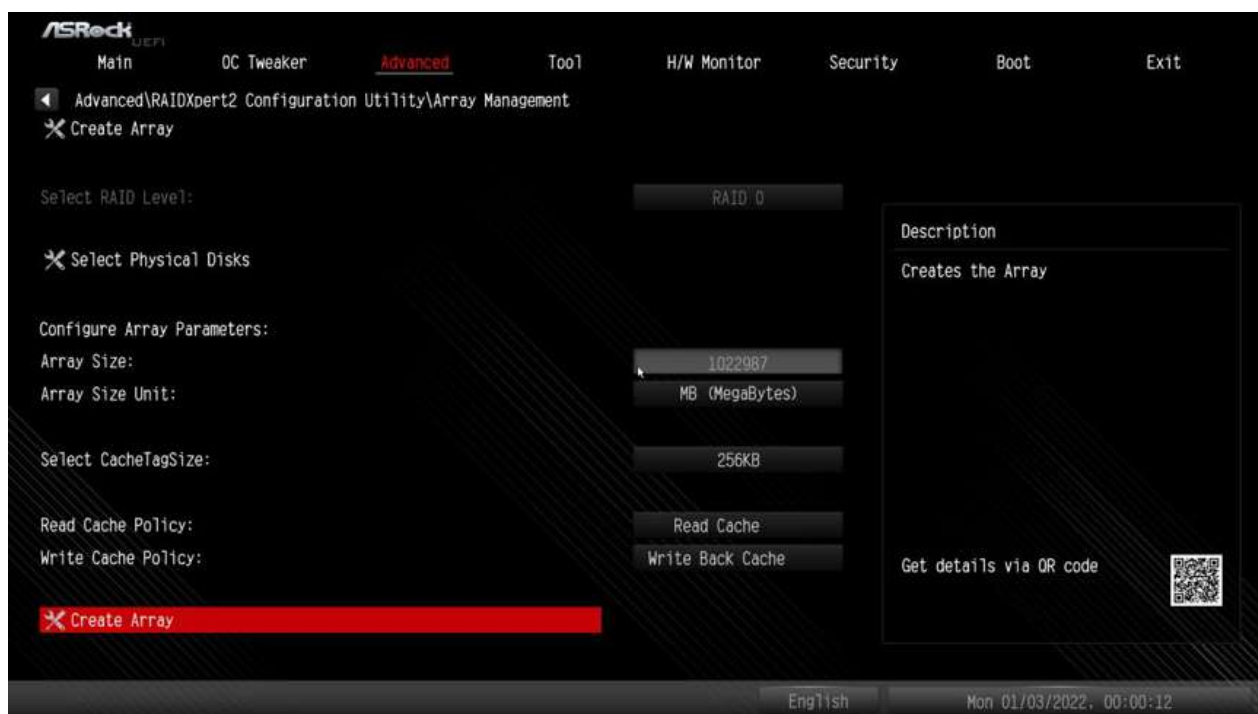 ASRock
UEFI
Main OC Tweaker Advanced Tool H/W Monitor Security Boot Exit
Advanced\RAIDXpert2 Configuration Utility\Array Management
Create Array
Select RAID Level: RAID 0
Description
Select Physical Disks
Creates the Array
Configure Array Parameters:
Array Size: 1022987
Array Size Unit: MB (MegaBytes)
Select CacheTagSize: 256KB
Read Cache Policy: Read Cache
Write Cache Policy: Write Back Cache
Get details via QR code
Create Array
English Mon 01/03/2022, 00:00:12